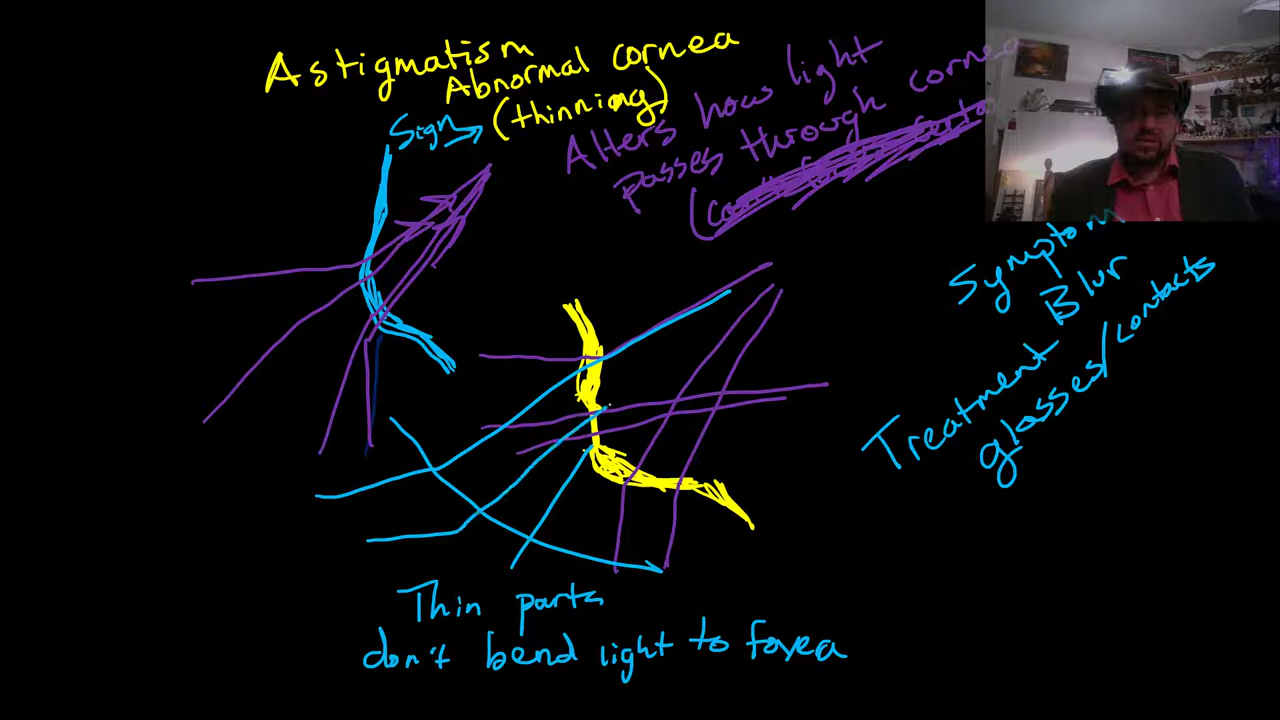 Astigmatism
Abnormal cornea
(thinning)
Sign
Alters how light
passes through cornea
Symptom
Blur
Treatment
glasses/contacts
Thin parts
don't bend light to fovea